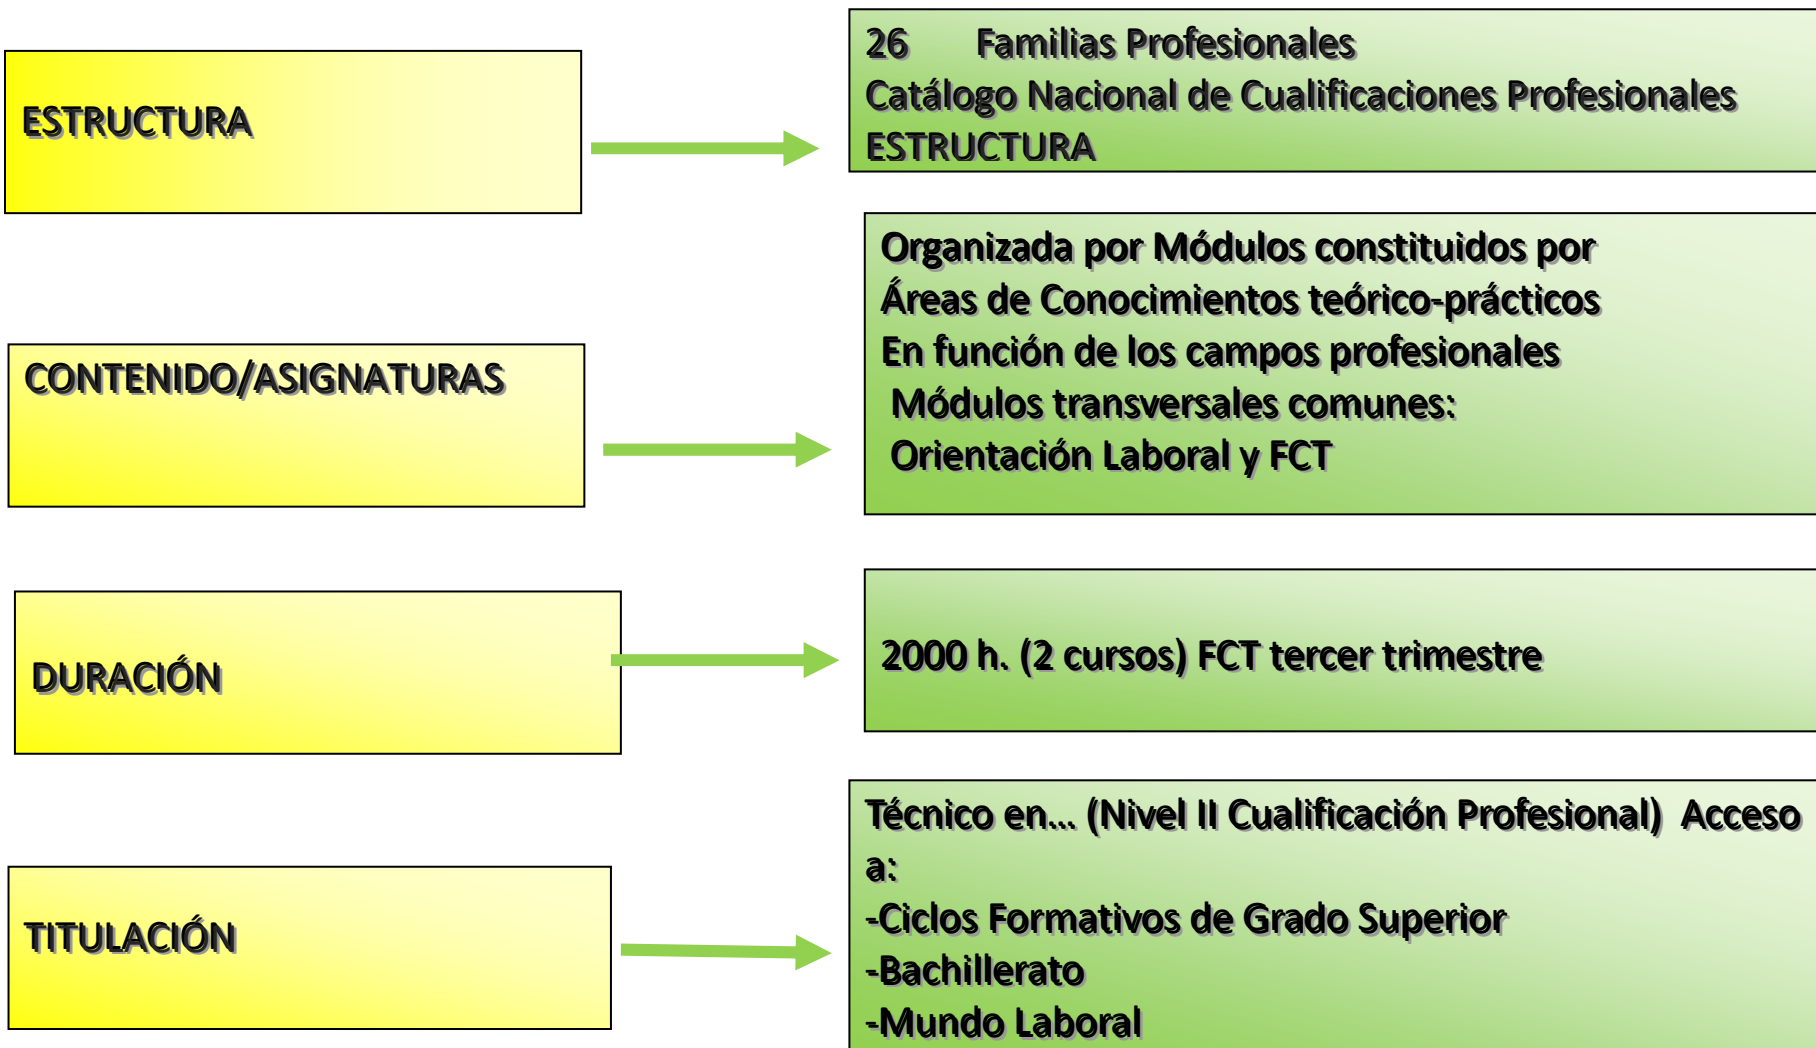 ESTRUCTURA
26 Familias Profesionales
Catálogo Nacional de Cualificaciones Profesionales
ESTRUCTURA
CONTENIDO/ASIGNATURAS
Organizada por Módulos constituidos por
Áreas de Conocimientos teórico-prácticos
En función de los campos profesionales
Módulos transversales comunes:
Orientación Laboral y FCT
DURACIÓN
2000 h. (2 cursos) FCT tercer trimestre
TITULACIÓN
Técnico en... (Nivel II Cualificación Profesional) Acceso
a:
-Ciclos Formativos de Grado Superior
-Bachillerato
-Mundo Laboral